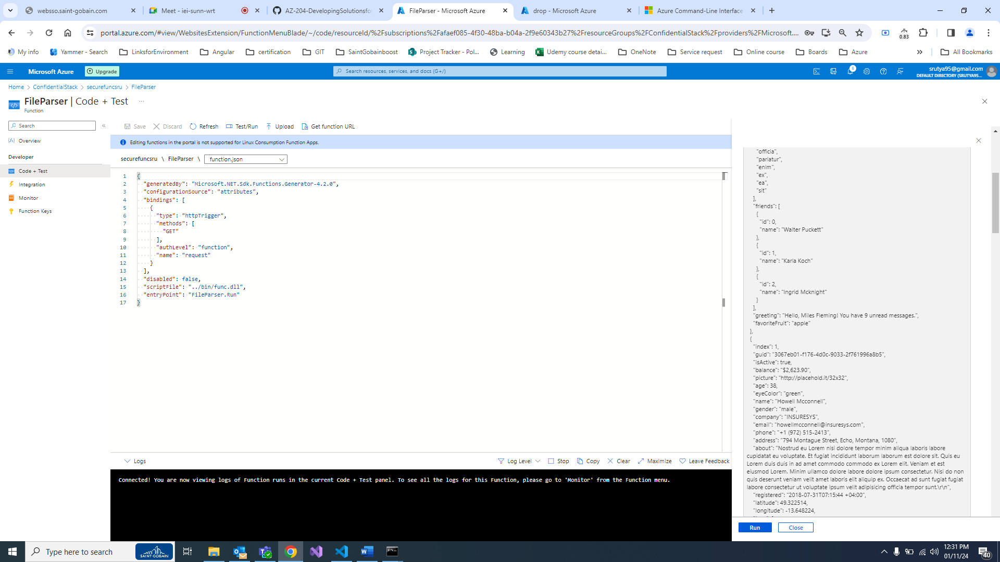 websso.saint-gobain.com
Meet - iei-sunn-wrt
AZ-204-DevelopingSolutionsfo
FileParser - Microsoft Azure
drop - Microsoft Azure
Azure Command-Line Interface
portal.azure.com/#view/WebsitesExtension/FunctionMenuBlade/~/code/resourceId/%2Fsubscriptions%2Fafaef085-4f30-48ba-b04a-2f9e60343b27%2FresourceGroups%2FConfidentialStack%2Fproviders%2FMicrosoft....
0.83
My info
Yammer - Search
LinksforEnvironment
Angular
certification
GIT
SaintGobainboost
Project Tracker - Pol...
Learning
Udemy course detai...
OneNote
Service request
Online course
Boards
Azure
All Bookmarks
Microsoft Azure
Upgrade
Search resources, services, and docs (G+/)
8
srutya95@gmail.com
DEFAULT DIRECTORY (SRUTYA95...
Home > ConfidentialStack > securefuncsru > FileParser
FileParser | Code + Test ...
Function
Search
Overview
Developer
Code + Test
Integration
Monitor
Function Keys
Save
Discard
Refresh
Test/Run
Upload
Get function URL
Editing functions in the portal is not supported for Linux Consumption Function Apps.
securefuncsru \ FileParser \ function.json
1 {
2 "generatedBy": "Microsoft.NET.Sdk.Functions.Generator-4.2.0",
3 "configurationSource": "attributes",
4 "bindings": [
5 {
6 "type": "httpTrigger",
7 "methods": [
8 "GET"
9 ],
10 "authLevel": "function",
11 "name": "request"
12 }
13 ],
14 "disabled": false,
15 "scriptFile": "../bin/func.dll",
16 "entryPoint": "FileParser.Run"
17 }
Logs
Log Level
Stop
Copy
Clear
Maximize
Leave Feedback
Connected! You are now viewing logs of Function runs in the current Code + Test panel. To see all the logs for this Function, please go to 'Monitor' from the Function menu.
"officia",
"pariatur",
"enim",
"ex",
"ea",
"sit"
],
"friends": [
{
"id": 0,
"name": "Walter Puckett"
},
{
"id": 1,
"name": "Karla Koch"
},
{
"id": 2,
"name": "Ingrid Mcknight"
}
],
"greeting": "Hello, Miles Fleming! You have 9 unread messages.",
"favoriteFruit": "apple"
},
{
"index": 1,
"guid": "3067eb01-f176-4d0c-9033-2f761996a8b5",
"isActive": true,
"balance": "$2,623.90",
"picture": "http://placehold.it/32x32",
"age": 38,
"eyeColor": "green",
"name": "Howell Mcconnell",
"gender": "male",
"company": "INSURESYS",
"email": "howellmcconnell@insuresys.com",
"phone": "+1 (972) 515-2413",
"address": "794 Montague Street, Echo, Montana, 1080",
"about": "Nostrud eu Lorem nisi dolore tempor minim aliqua laboris labore
cupidatat eu voluptate. Et fugiat incididunt laborum laborum est dolore sit. Quis eu
Lorem duis duis in ad amet commodo commodo ex Lorem elit. Veniam et est
eiusmod Lorem. Minim ullamco dolore labore dolore ipsum consectetur. Nisi do non
quis deserunt veniam velit amet laboris elit aliquip ex. Occaecat ad sunt fugiat fugiat
labore consectetur ut voluptate ipsum velit adipisicing officia tempor sunt.\r\n",
"registered": "2018-07-31T07:15:44 +04:00",
"latitude": 49.322514,
"longitude": -13.648224,
Run
Close
Type here to search
SAINT-GOBAIN
12:31 PM
01/11/24
40